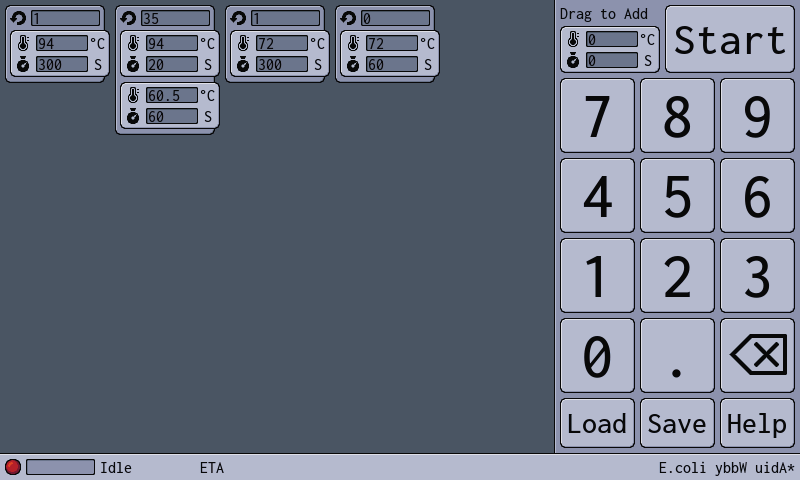 1
94 °C
300 S
35
94 °C
20 S
60.5 °C
60 S
1
72 °C
300 S
0
72 °C
60 S
Drag to Add
0 °C
0 S
Start
7 8 9
4 5 6
1 2 3
0 .
Load Save Help
Idle ETA E.coli ybbW uidA*